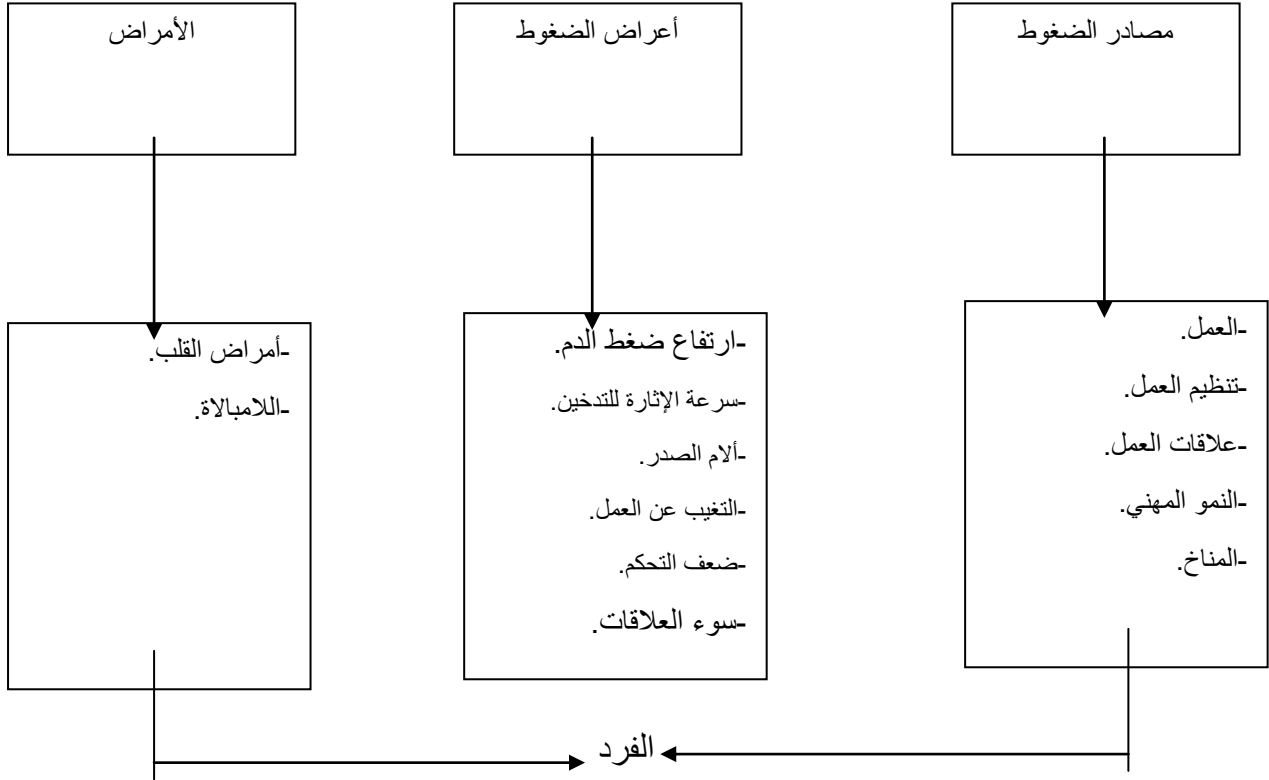 مصادر الضغوط
أعراض الضغوط
الأمراض
-العمل.
-تنظيم العمل.
-علاقات العمل.
-النمو المهني.
-المناخ.
-ارتفاع ضغط الدم.
-سرعة الإثارة للتدخين.
-ألام الصدر.
-التغيب عن العمل.
-ضعف التحكم.
-سوء العلاقات.
-أمراض القلب.
-اللامبالاة.
الفرد